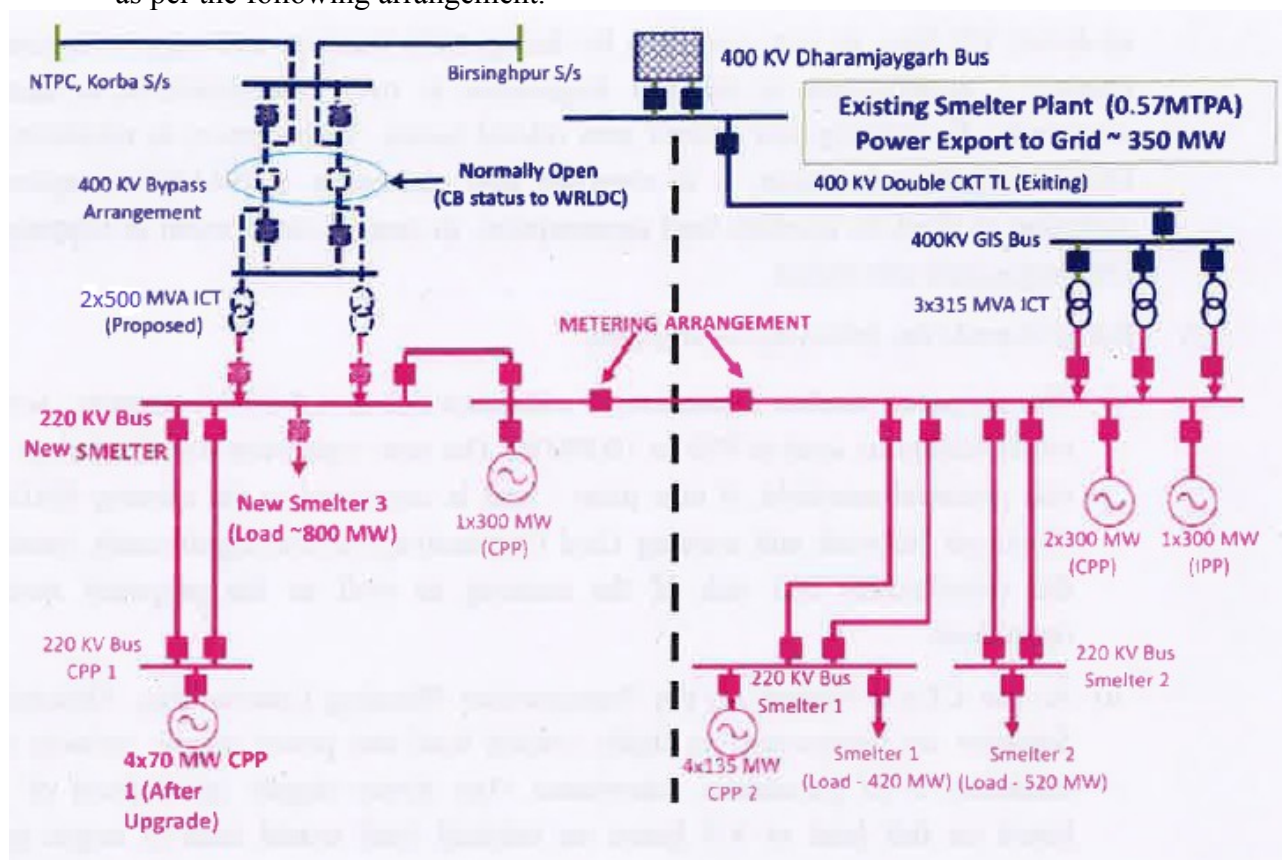 as per the following arrangement.
NTPC, Korba S/s
Birsinghpur S/s
400 KV Dharamjaygarh Bus
Existing Smelter Plant (0.57MTPA)
Power Export to Grid ~ 350 MW
400 KV Bypass
Arrangement
Normally Open
(CB status to WRLDC)
400 KV Double CKT TL (Exiting)
400KV GIS Bus
2x500 MVA ICT
(Proposed)
3x315 MVA ICT
METERING ARRANGEMENT
220 KV Bus
New SMELTER
New Smelter 3
(Load ~800 MW)
1x300 MW
(CPP)
2x300 MW
(CPP)
1x300 MW
(IPP)
220 KV Bus
CPP 1
4x70 MW CPP
1 (After
Upgrade)
220 KV Bus
Smelter 1
220 KV Bus
Smelter 2
4x135 MW
CPP 2
Smelter 1
(Load - 420 MW)
Smelter 2
(Load - 520 MW)